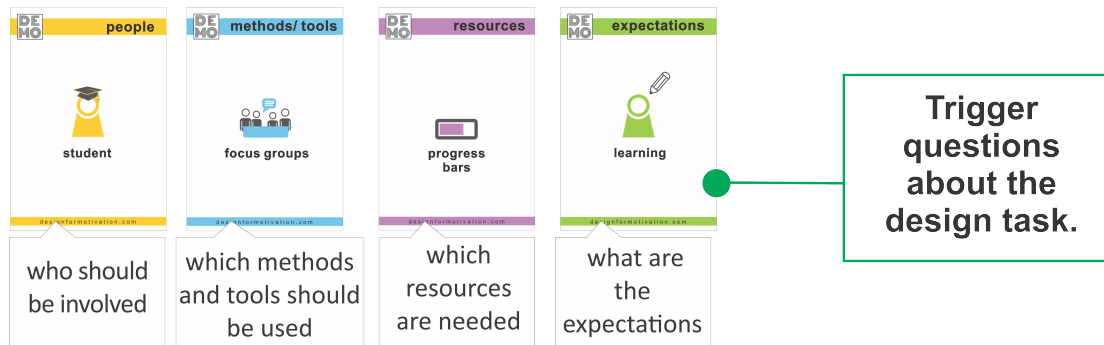 DE
MO
people
student
designformotivation.com
who should
be involved
DE
MO
methods/ tools
focus groups
designformotivation.com
which methods
and tools should
be used
DE
MO
resources
progress
bars
designformotivation.com
which
resources
are needed
DE
MO
expectations
learning
designformotivation.com
what are
the
expectations
Trigger
questions
about the
design task.